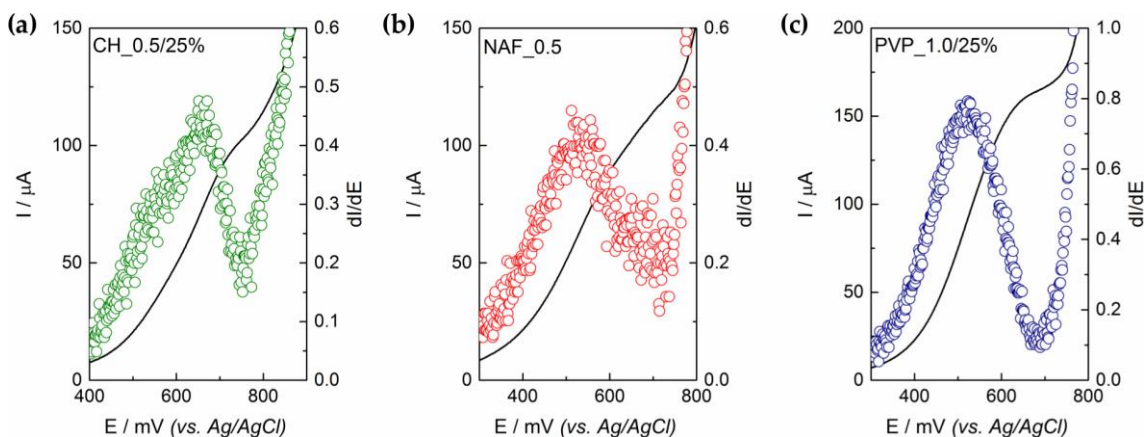 (a)
CH_0.5/25%
150
100
50
0
I / μA
0.6
0.5
0.4
0.3
0.2
0.1
0.0
dI/dE
400 600 800
E / mV (vs. Ag/AgCl)
(b)
NAF_0.5
150
100
50
0
I / μA
0.6
0.4
0.2
0.0
dI/dE
400 600 800
E / mV (vs. Ag/AgCl)
(c)
PVP_1.0/25%
200
150
100
50
0
I / μA
1.0
0.8
0.6
0.4
0.2
0.0
dI/dE
400 600 800
E / mV (vs. Ag/AgCl)